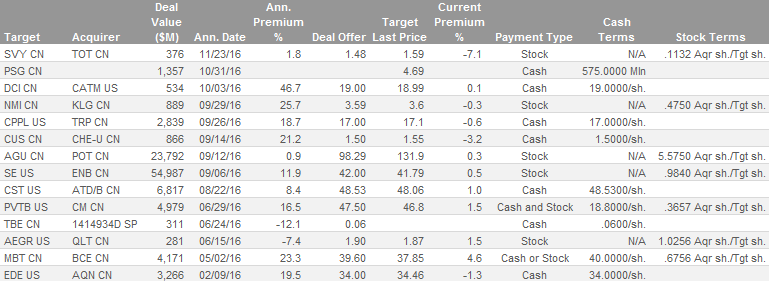 Deal Ann. Target Current
Value Premium Cash
Target Acquirer ($M) Ann. Date % Deal Offer Last Price Premium % Payment Type Terms Stock Terms
SVY CN TOT CN 376 11/23/16 1.8 1.48 1.59 -7.1 Stock N/A .1132 Aqr sh./Tgt sh.
PSG CN 1,357 10/31/16 4.69 Cash 575.0000 Mln
DCI CN CATM US 534 10/03/16 46.7 19.00 18.99 0.1 Cash 19.0000/sh.
NMI CN KLG CN 889 09/29/16 25.7 3.59 3.6 -0.3 Stock N/A .4750 Aqr sh./Tgt sh.
CPPL US TRP CN 2,839 09/26/16 18.7 17.00 17.1 -0.6 Cash 17.0000/sh.
CUS CN CHE-U CN 866 09/14/16 21.2 1.50 1.55 -3.2 Cash 1.5000/sh.
AGU CN POT CN 23,792 09/12/16 0.9 98.29 131.9 0.3 Stock N/A 5.5750 Aqr sh./Tgt sh.
SE US ENB CN 54,987 09/06/16 11.9 42.00 41.79 0.5 Stock N/A .9840 Aqr sh./Tgt sh.
CST US ATD/B CN 6,817 08/22/16 8.4 48.53 48.06 1.0 Cash 48.5300/sh.
PVTB US CM CN 4,979 06/29/16 16.5 47.50 46.8 1.5 Cash and Stock 18.8000/sh. .3657 Aqr sh./Tgt sh.
TBE CN 1414934D SP 311 06/24/16 -12.1 0.06 Cash .0600/sh.
AEGR US QLT CN 281 06/15/16 -7.4 1.90 1.87 1.5 Stock N/A 1.0256 Aqr sh./Tgt sh.
MBT CN BCE CN 4,171 05/02/16 23.3 39.60 37.85 4.6 Cash or Stock 40.0000/sh. .6756 Aqr sh./Tgt sh.
EDE US AQN CN 3,266 02/09/16 19.5 34.00 34.46 -1.3 Cash 34.0000/sh.